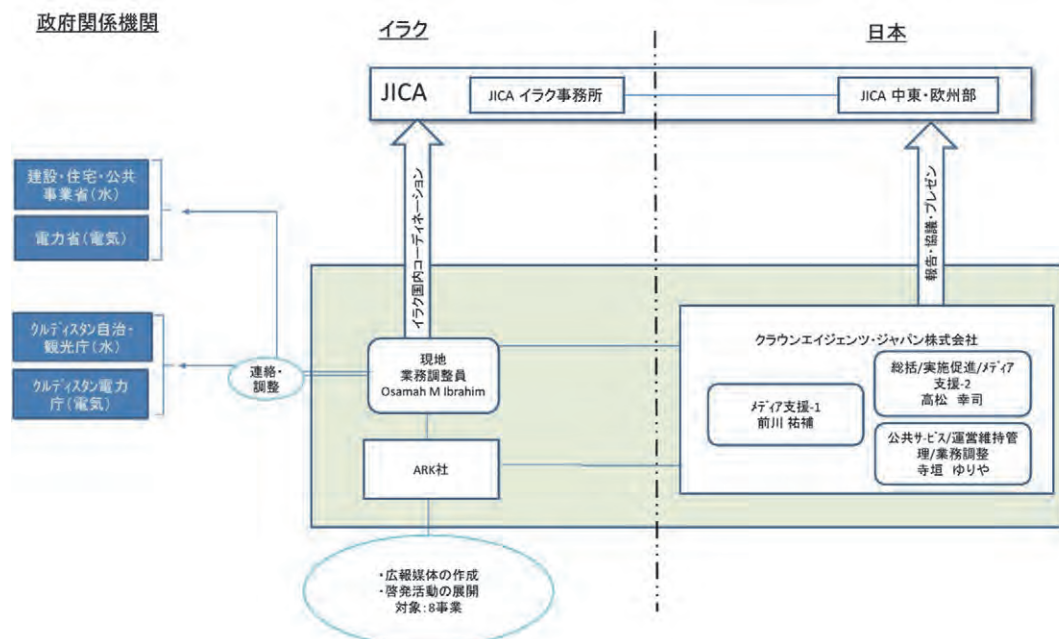 政府関係機関
イラク
日本
JICA
JICA イラク事務所
JICA 中東・欧州部
建設・住宅・公共
事業省(水)
電力省(電気)
クルディスタン自治・
観光庁(水)
クルディスタン電力
庁(電気)
連絡・
調整
イラク国内コーディネーション
報告・協議・プレゼン
現地
業務調整員
Osamah M Ibrahim
ARK社
・広報媒体の作成
・啓発活動の展開
対象:8事業
クラウンエイジェンツ・ジャパン株式会社
メディア支援-1
前川 祐補
総括/実施促進/メディア
支援-2
高松 幸司
公共サービス/運営維持管
理/業務調整
寺垣 ゆりや